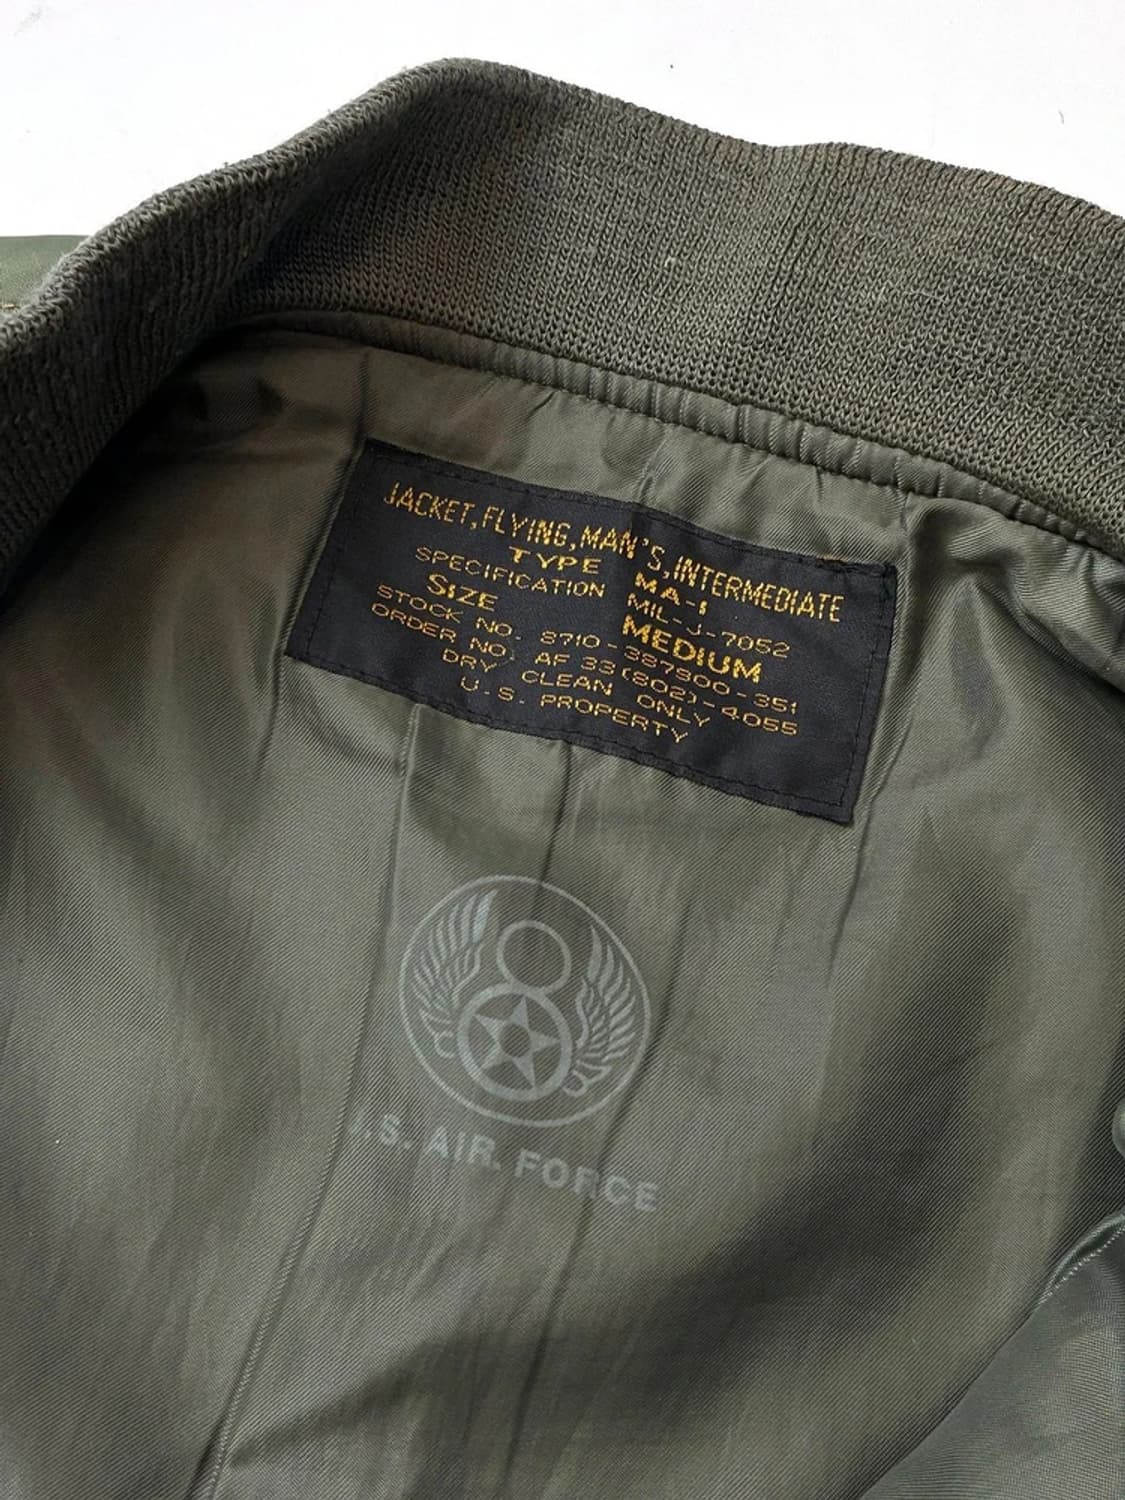 JACKET, FLYING, MAN'S, INTERMEDIATE
TYPE MA-1
SPECIFICATION MIL-J-7052
SIZE MEDIUM
STOCK NO. 8710-387900-351
ORDER NO. AF 33(802)-4055
DRY CLEAN ONLY
U.S. PROPERTY
8
.S. AIR. FORCE